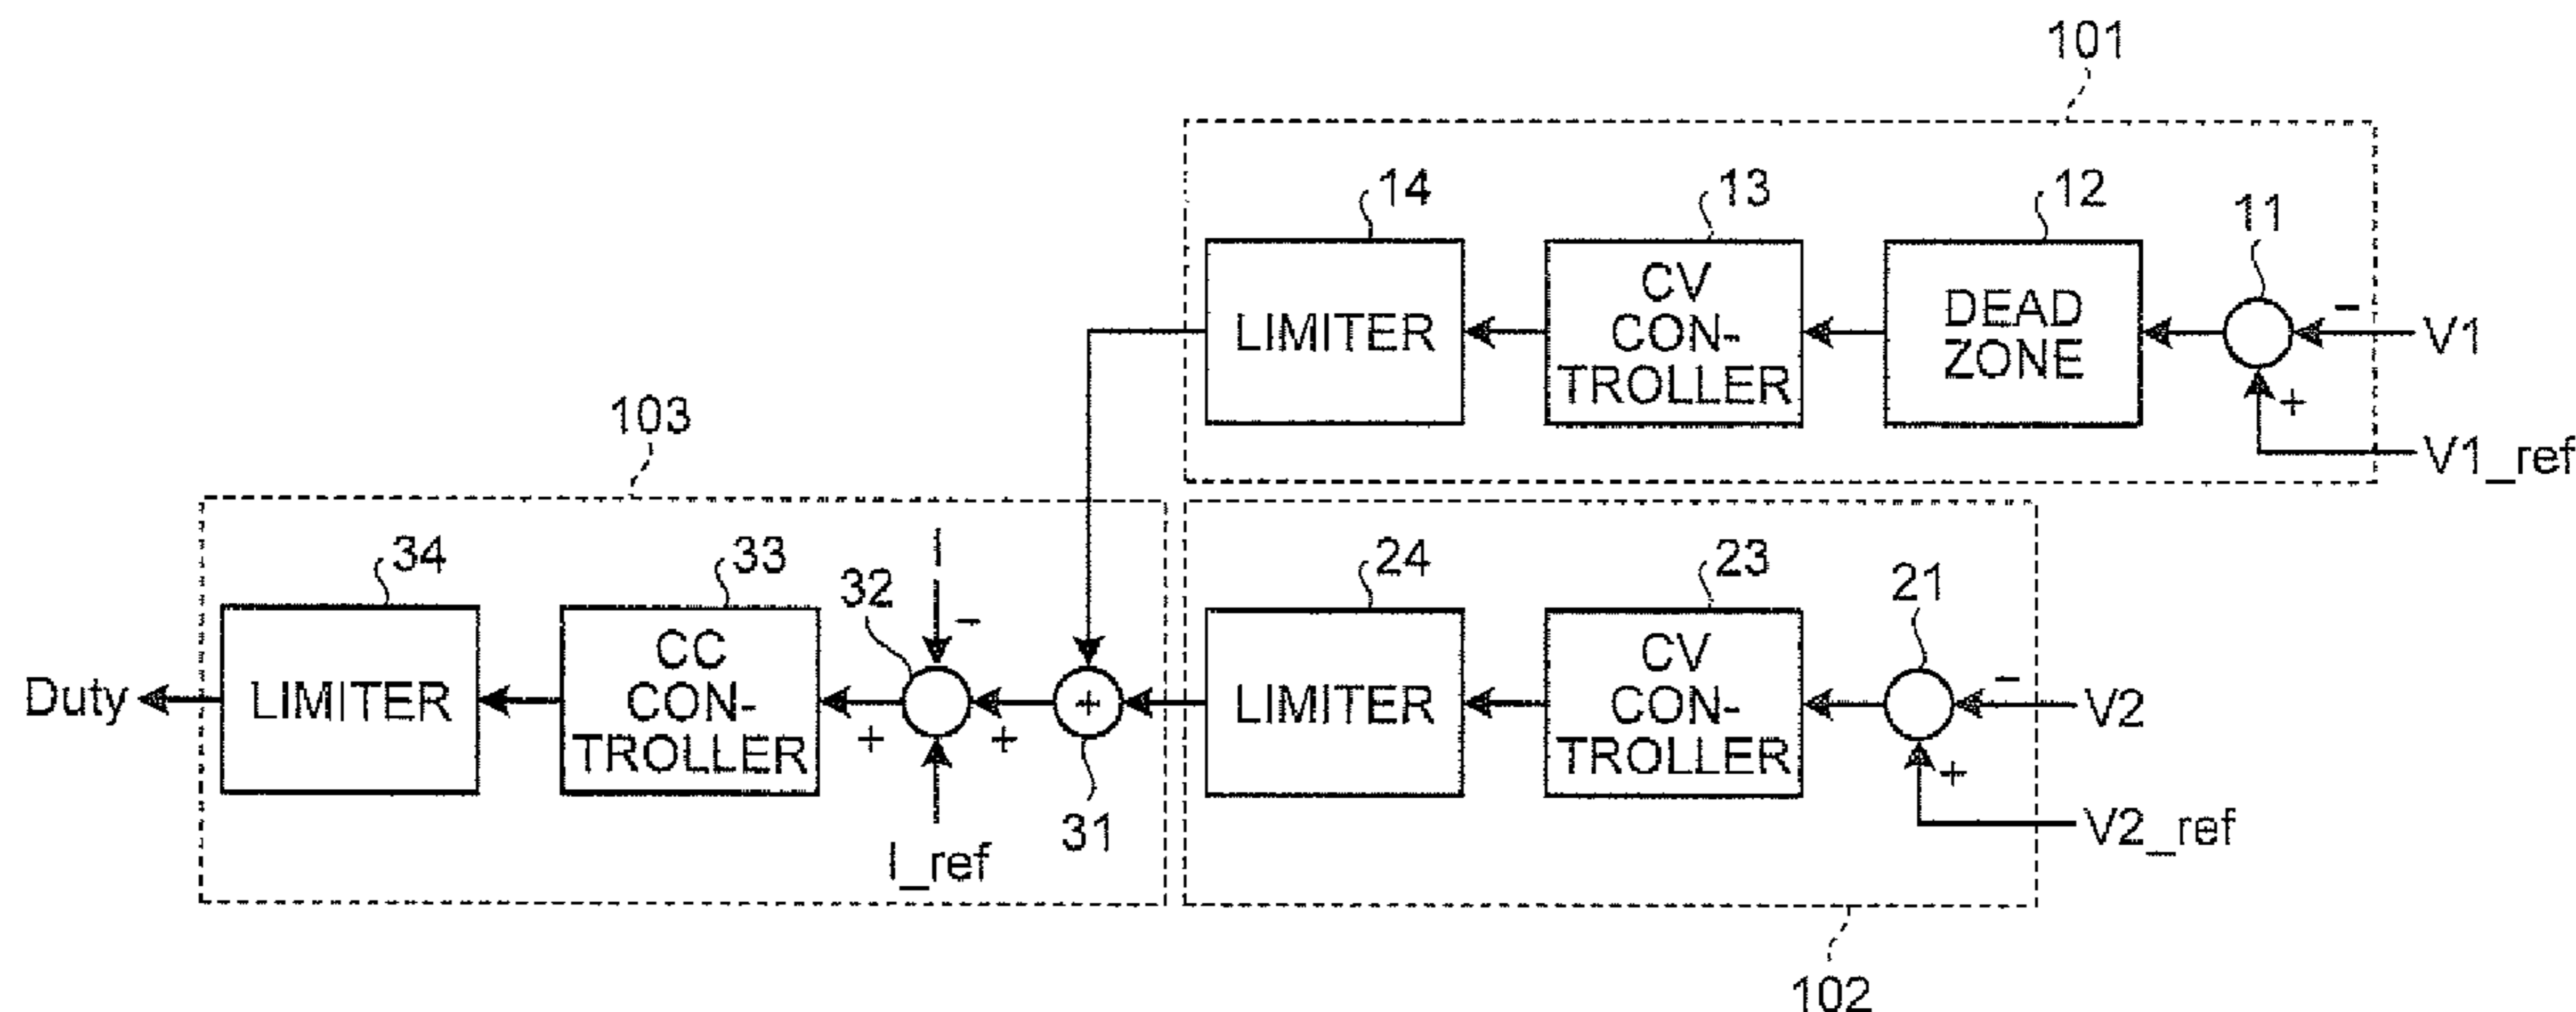 101
14
13
12
11
LIMITER
CV
CON-
TROLLER
DEAD
ZONE
-
V1
+
V1_ref
103
34
33
32
I
-
24
23
21
Duty
LIMITER
CC
CON-
TROLLER
+
+
+
I_ref
31
LIMITER
CV
CON-
TROLLER
-
V2
+
V2_ref
102